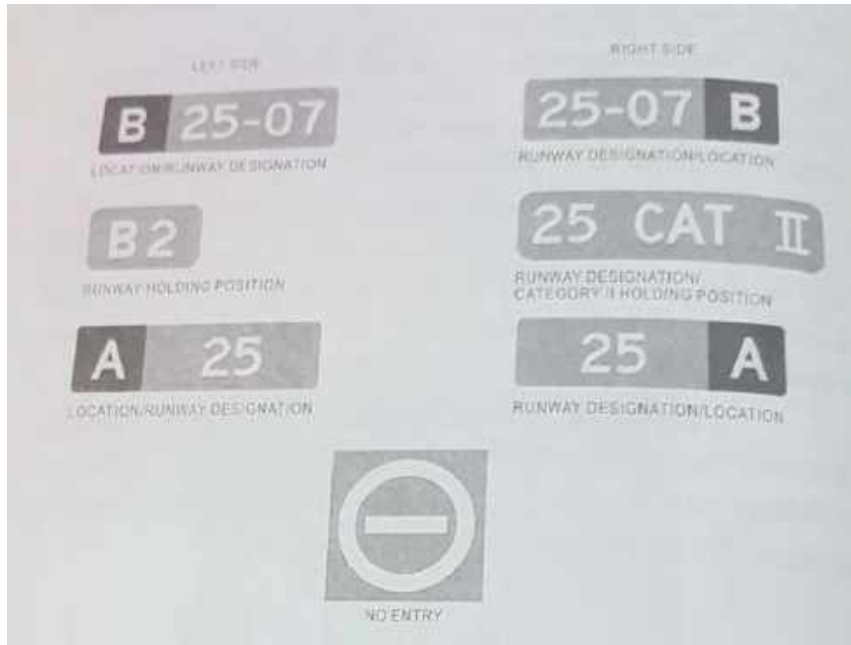 LEFT SIDE
RIGHT SIDE
B 25-07
25-07 B
LOCATION/RUNWAY DESIGNATION
RUNWAY DESIGNATION/LOCATION
B2
25 CAT II
RUNWAY HOLDING POSITION
RUNWAY DESIGNATION/
CATEGORY II HOLDING POSITION
A 25
25 A
LOCATION/RUNWAY DESIGNATION
RUNWAY DESIGNATION/LOCATION
NO ENTRY